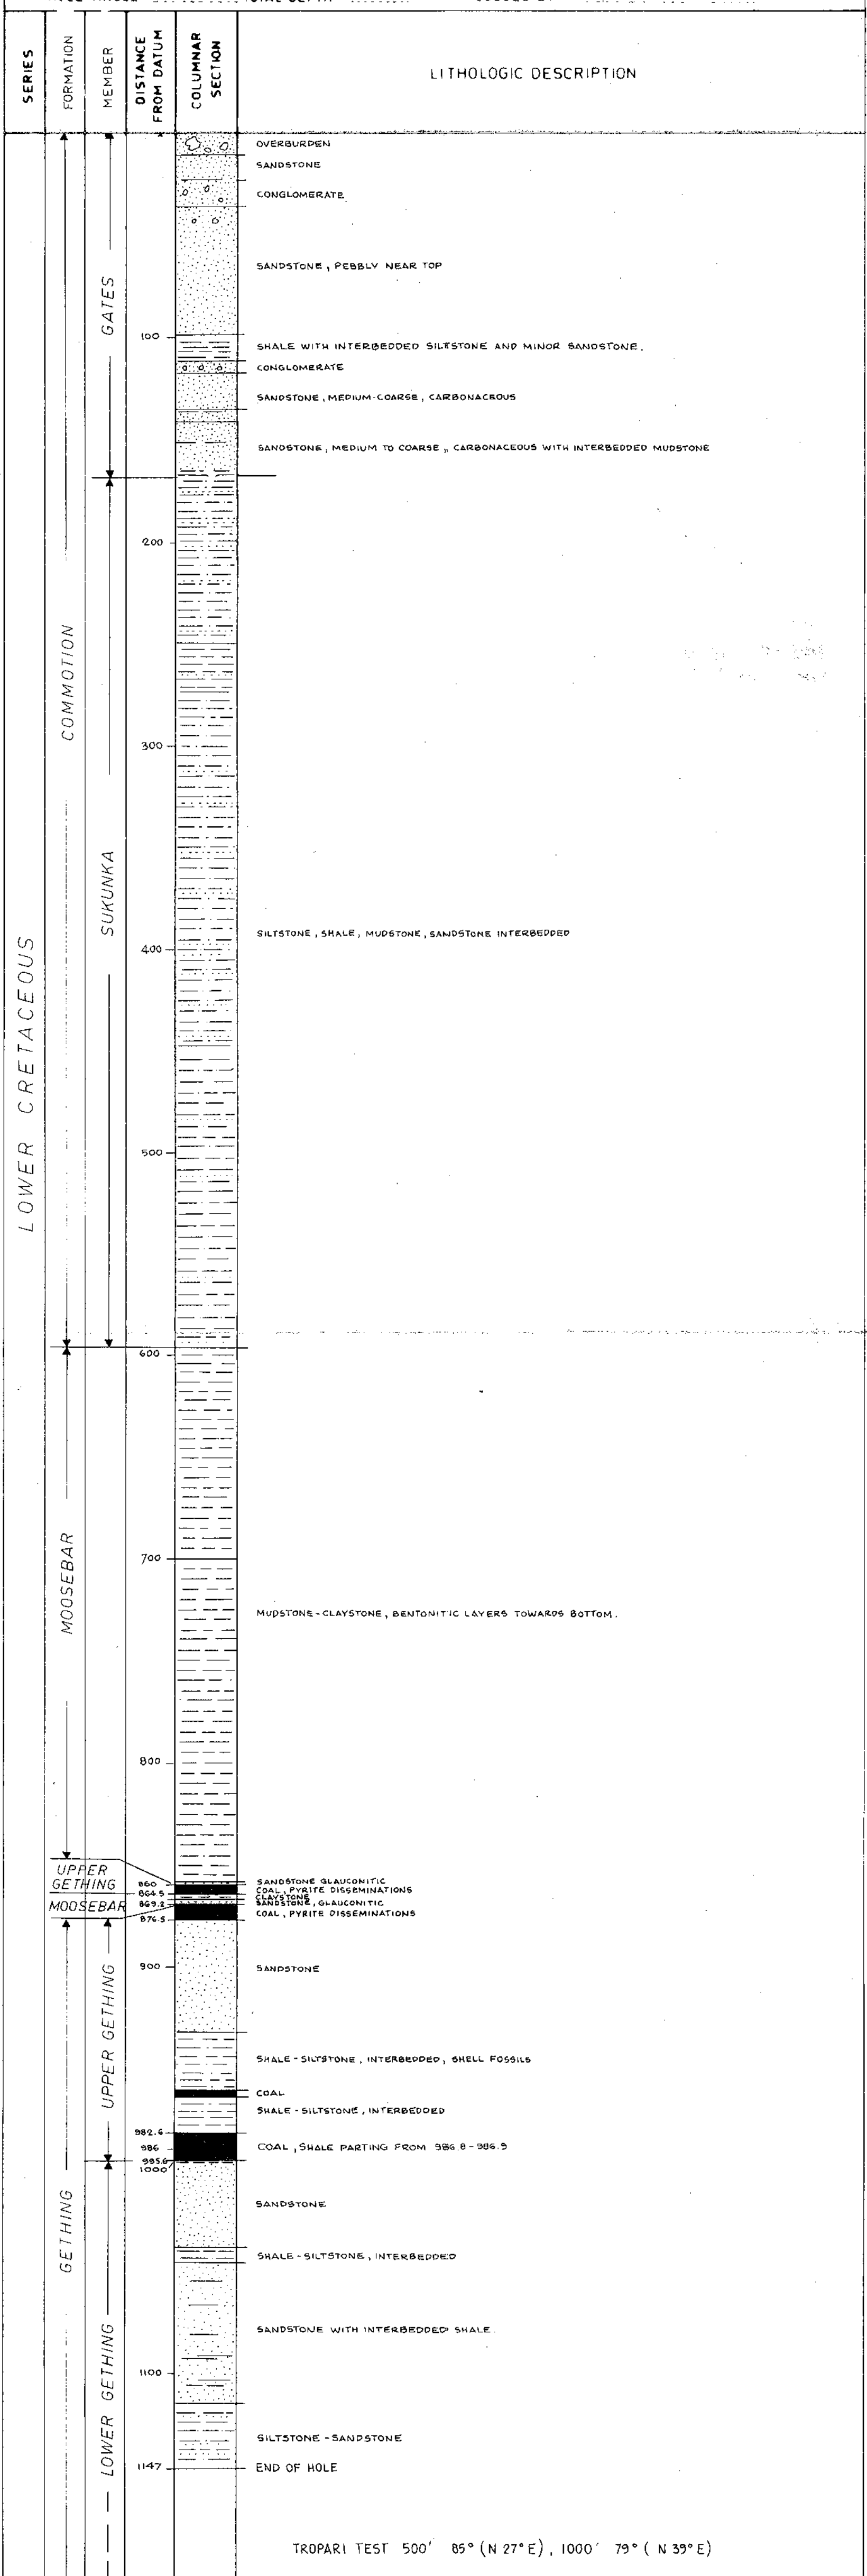 SERIES
FORMATION
MEMBER
DISTANCE FROM DATUM
COLUMNAR SECTION
LITHOLOGIC DESCRIPTION
OVERBURDEN
SANDSTONE
CONGLOMERATE
SANDSTONE, PEBBLY NEAR TOP
GATES
100
SHALE WITH INTERBEDDED SILTSTONE AND MINOR SANDSTONE.
CONGLOMERATE
SANDSTONE, MEDIUM-COARSE, CARBONACEOUS
SANDSTONE, MEDIUM TO COARSE, CARBONACEOUS WITH INTERBEDDED MUDSTONE
200
COMMOTION
300
SUKUNKA
SILTSTONE, SHALE, MUDSTONE, SANDSTONE INTERBEDDED
400
LOWER CRETACEOUS
500
600
700
MOOSEBAR
MUDSTONE-CLAYSTONE, BENTONITIC LAYERS TOWARDS BOTTOM.
800
UPPER GETHING
860
SANDSTONE GLAUCONITIC
COAL, PYRITE DISSEMINATIONS
864.5
CLAYSTONE
MOOSEBAR
869.2
SANDSTONE, GLAUCONITIC
COAL, PYRITE DISSEMINATIONS
876.5
900
SANDSTONE
UPPER GETHING
SHALE-SILTSTONE, INTERBEDDED, SHELL FOSSILS
COAL
SHALE-SILTSTONE, INTERBEDDED
982.6
986
COAL, SHALE PARTING FROM 986.8-986.9
995.6
1000
SANDSTONE
GETHING
SHALE-SILTSTONE, INTERBEDDED
SANDSTONE WITH INTERBEDDED SHALE.
1100
LOWER GETHING
SILTSTONE-SANDSTONE
1147
END OF HOLE
TROPARI TEST 500' 85° (N 27° E), 1000' 79° (N 39° E)